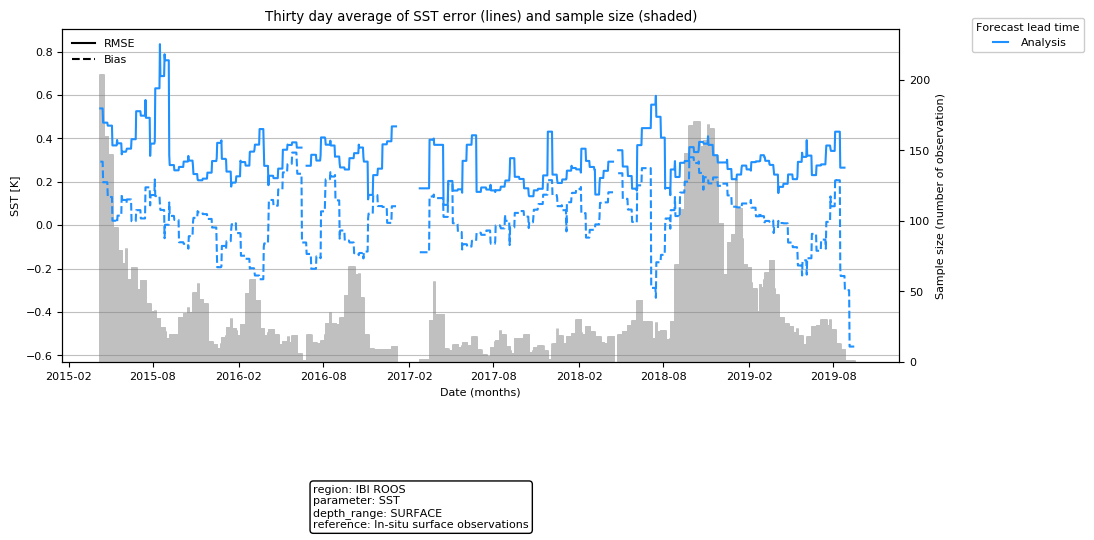 Thirty day average of SST error (lines) and sample size (shaded)
Forecast lead time
Analysis
RMSE
Bias
SST [K]
0.8
0.6
0.4
0.2
0.0
−0.2
−0.4
−0.6
Sample size (number of observation)
200
150
100
50
0
2015-02
2015-08
2016-02
2016-08
2017-02
2017-08
2018-02
2018-08
2019-02
2019-08
Date (months)
region: IBI ROOS
parameter: SST
depth_range: SURFACE
reference: In-situ surface observations